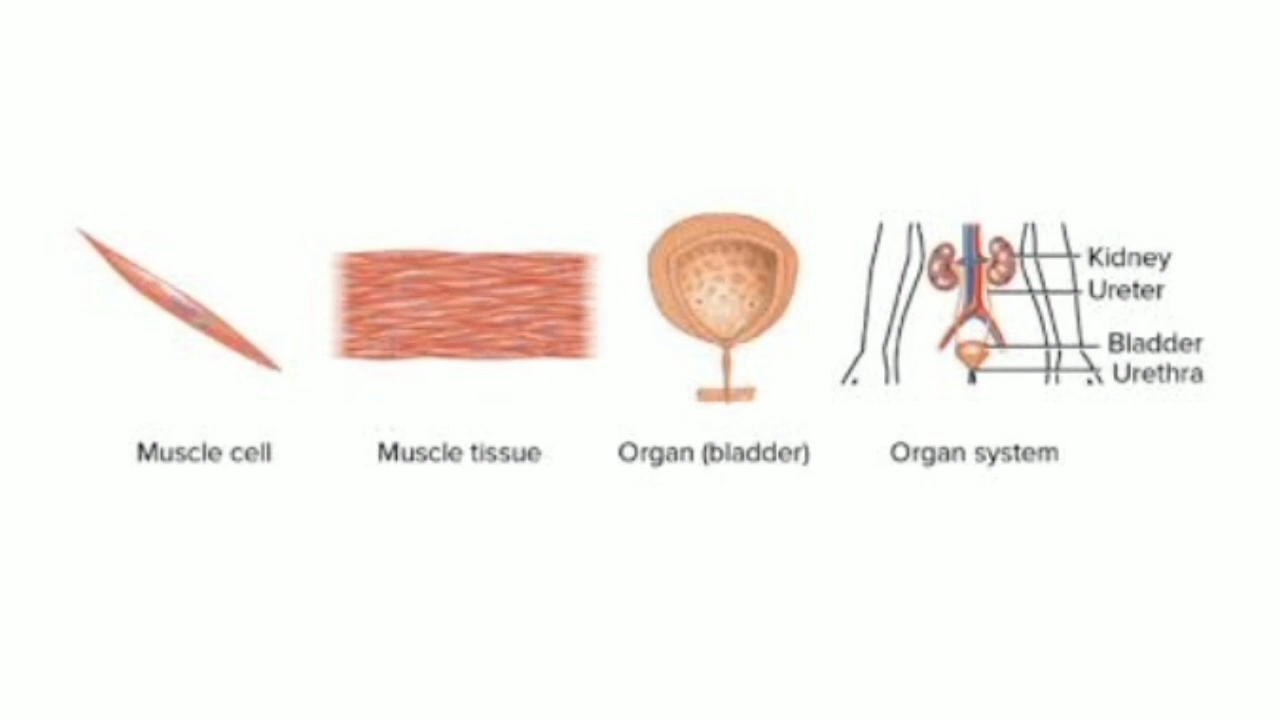 Kidney
Ureter
Bladder
Urethra
Muscle cell
Muscle tissue
Organ (bladder)
Organ system